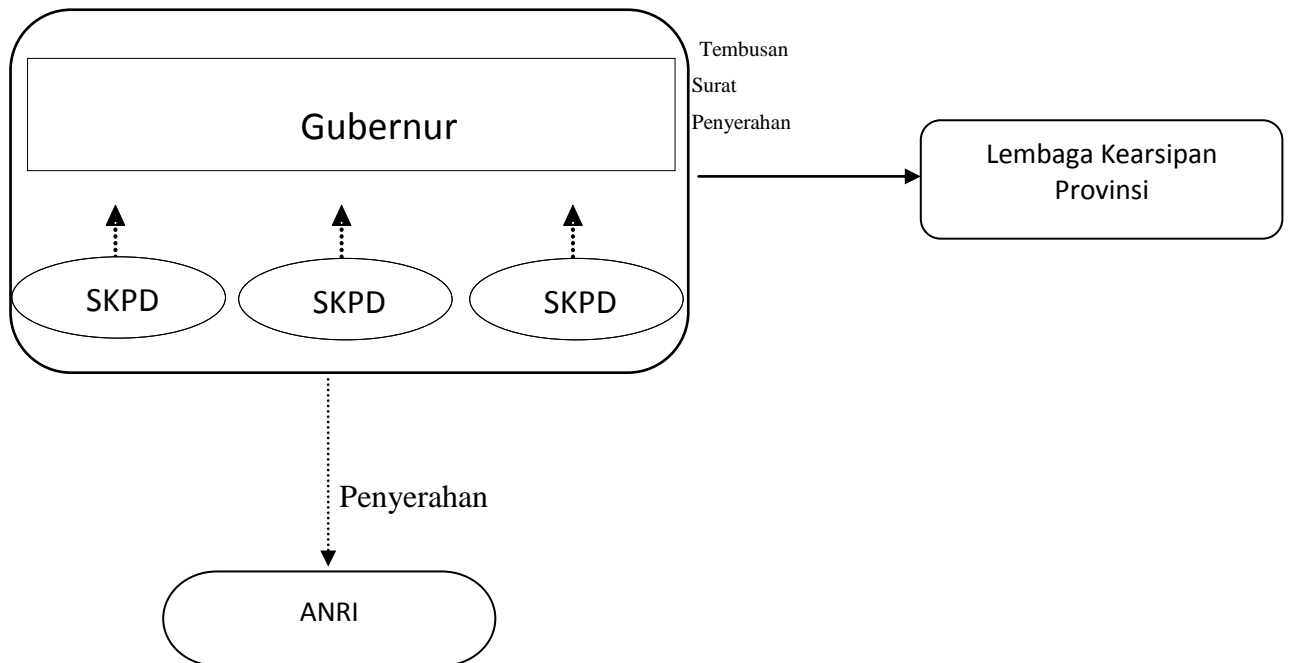 Tembusan
Surat
Penyerahan
Gubernur
Lembaga Kearsipan
Provinsi
SKPD
SKPD
SKPD
Penyerahan
ANRI